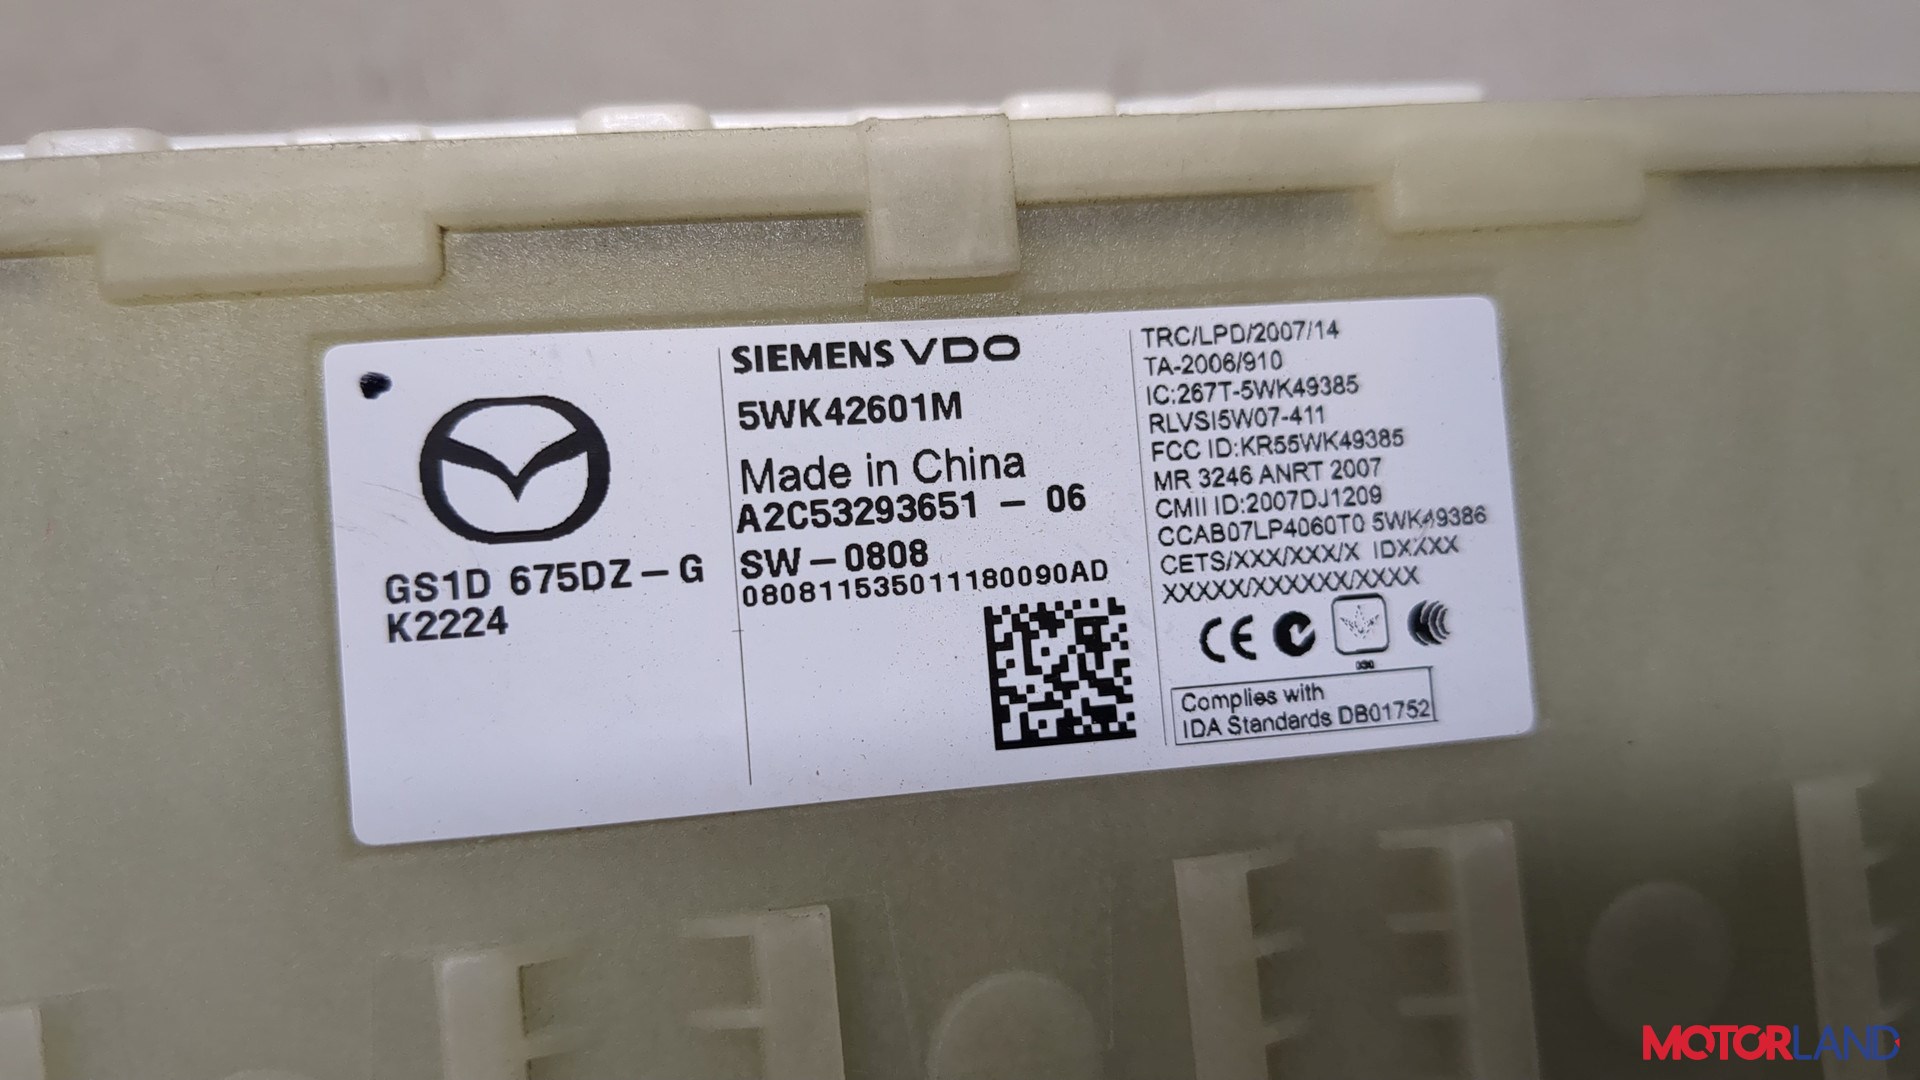 GS1D 675DZ-G
K2224
SIEMENS VDO
5WK42601M
Made in China
A2C53293651 - 06
SW-0808
080811535011180090AD
TRC/LPD/2007/14
TA-2006/910
IC:267T-5WK49385
RLVSI5W07-411
FCC ID:KR55WK49385
MR 3246 ANRT 2007
CMII ID:2007DJ1209
CCAB07LP4060T0 5WK49386
CETS/XXX/XXX/X IDXXXX
XXXXX/XXXXXX/XXXX
CE
Complies with
IDA Standards DB01752
MOTORLAND